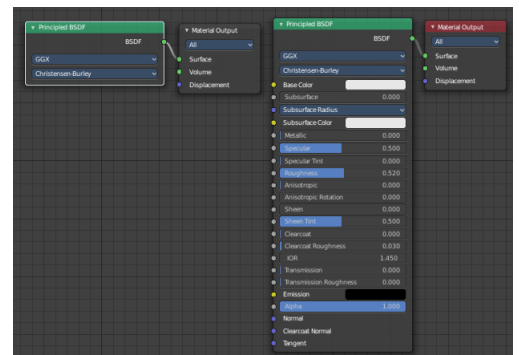 Principled BSDF
BSDF
GGX
Christensen-Burley
Material Output
All
Surface
Volume
Displacement
Principled BSDF
BSDF
GGX
Christensen-Burley
Base Color
Subsurface 0.000
Subsurface Radius
Subsurface Color
Metallic 0.000
Specular 0.500
Specular Tint 0.000
Roughness 0.520
Anisotropic 0.000
Anisotropic Rotation 0.000
Sheen 0.000
Sheen Tint 0.500
Clearcoat 0.000
Clearcoat Roughness 0.030
IOR 1.450
Transmission 0.000
Transmission Roughness 0.000
Emission
Alpha 1.000
Normal
Clearcoat Normal
Tangent
Material Output
All
Surface
Volume
Displacement